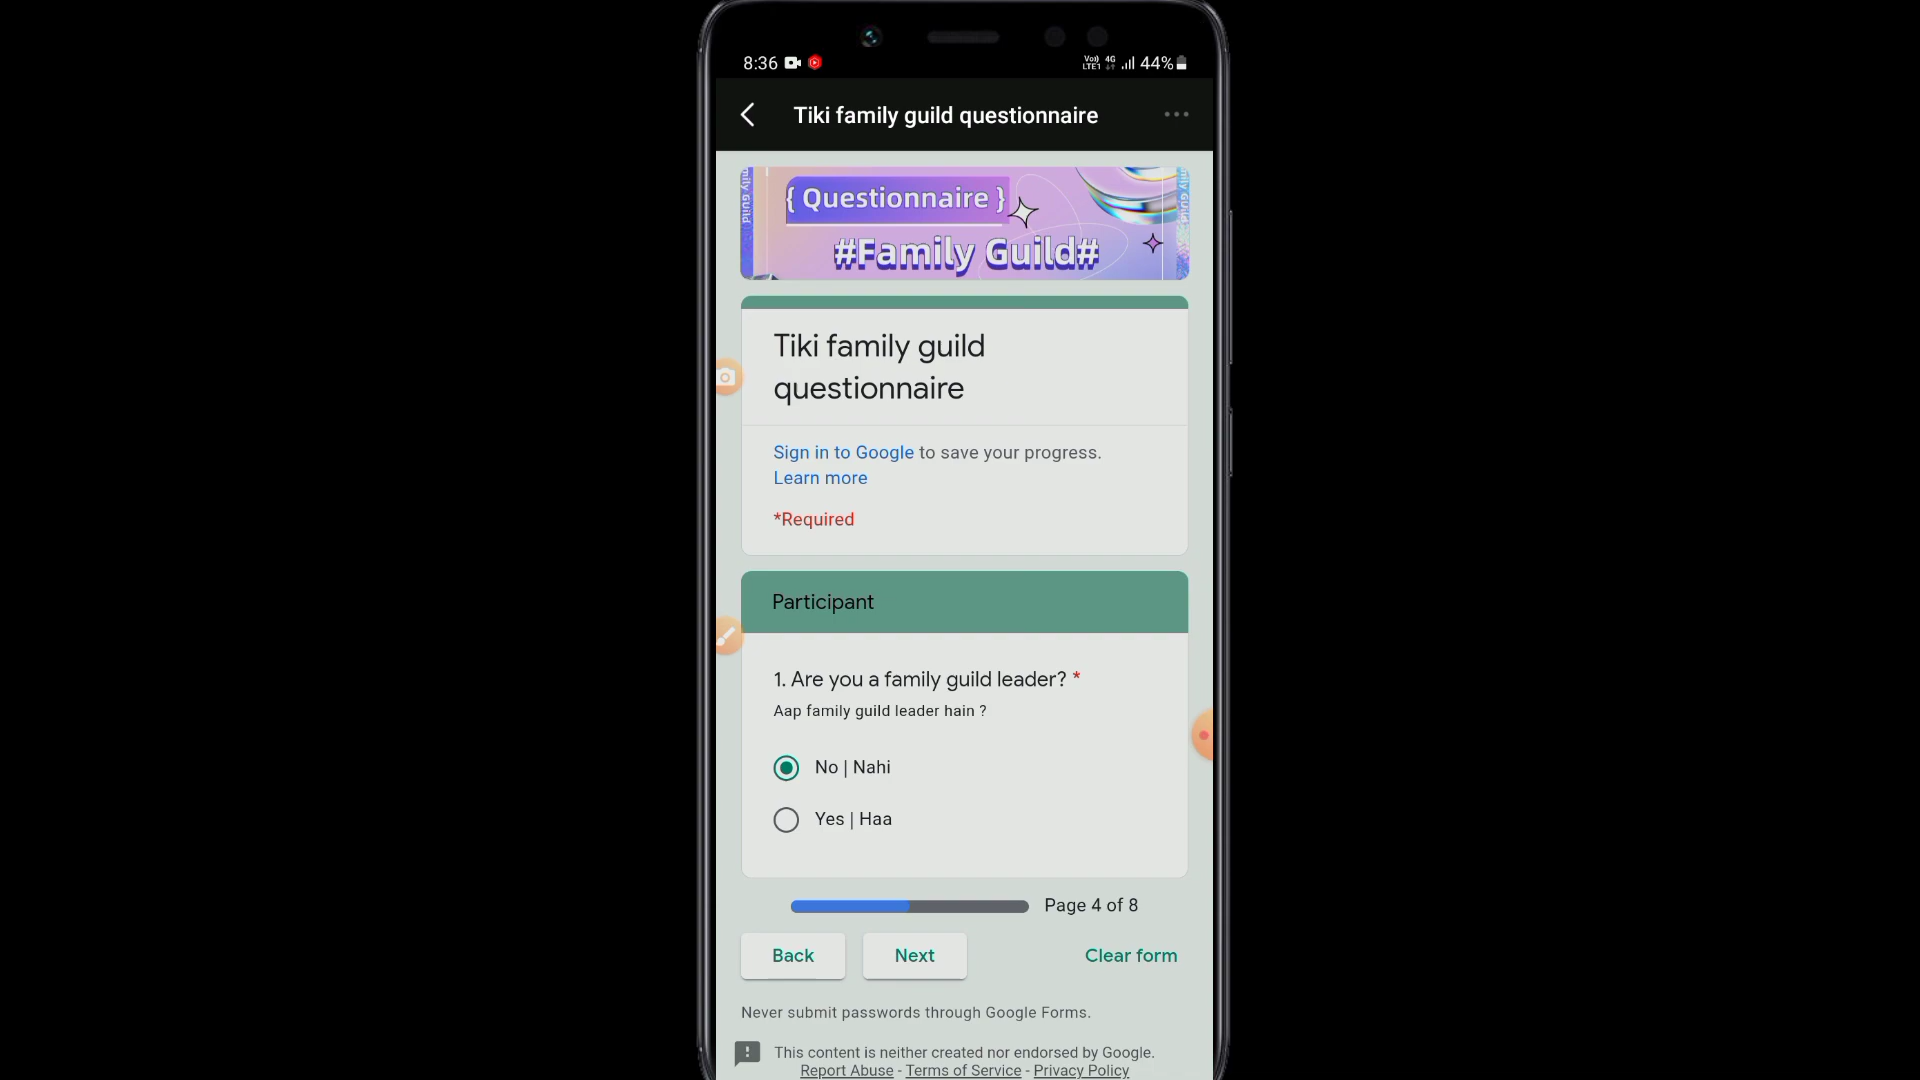 8:36
Vo) 4G
LTE1 44%
Tiki family guild questionnaire
{ Questionnaire }
#Family Guild#
Tiki family guild
questionnaire
Sign in to Google to save your progress.
Learn more
*Required
Participant
1. Are you a family guild leader? *
Aap family guild leader hain ?
No | Nahi
Yes | Haa
Page 4 of 8
Back Next Clear form
Never submit passwords through Google Forms.
This content is neither created nor endorsed by Google.
Report Abuse - Terms of Service - Privacy Policy